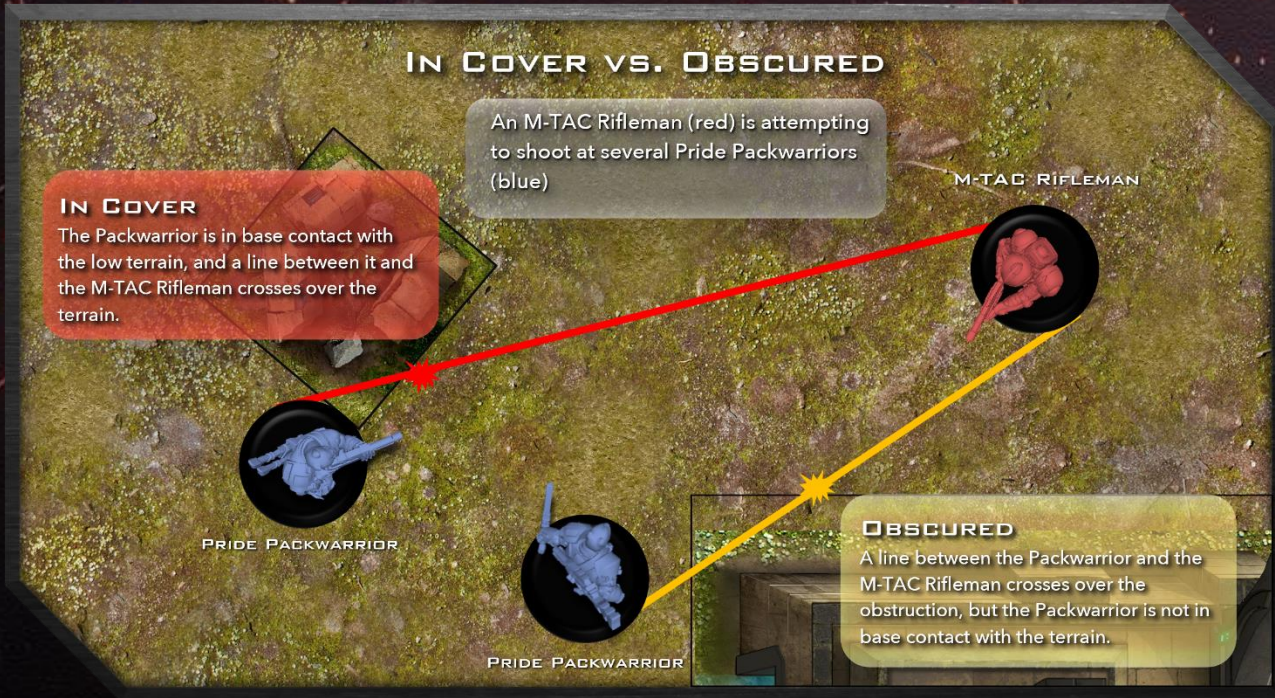 In Cover vs. Obscured
An M-TAC Rifleman (red) is attempting
to shoot at several Pride Packwarriors
(blue)
M-TAC Rifleman
In Cover
The Packwarrior is in base contact with
the low terrain, and a line between it and
the M-TAC Rifleman crosses over the
terrain.
Pride Packwarrior
Obscured
A line between the Packwarrior and the
M-TAC Rifleman crosses over the
obstruction, but the Packwarrior is not in
base contact with the terrain.
Pride Packwarrior